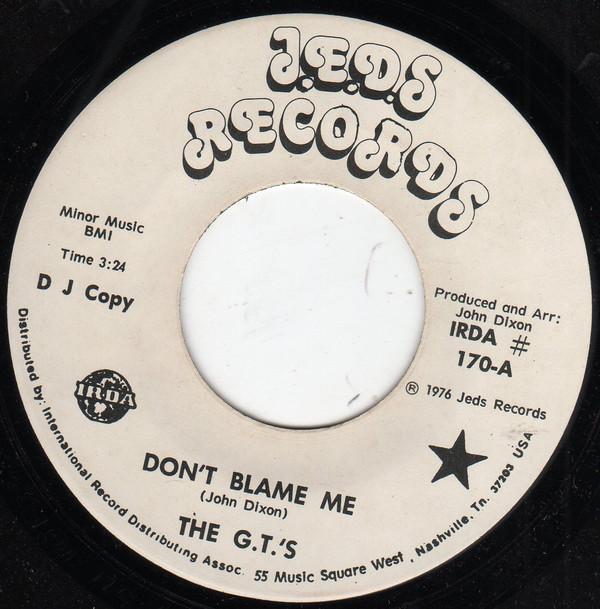 J.E.D.S
RECORDS
Minor Music
BMI
Time 3:24
D J Copy
Produced and Arr:
John Dixon
IRDA #
170-A
℗ 1976 Jeds Records
IRDA
DON'T BLAME ME
(John Dixon)
THE G.T.'S
Distributed by: International Record Distributing Assoc. 55 Music Square West, Nashville, Tn. 37203 USA